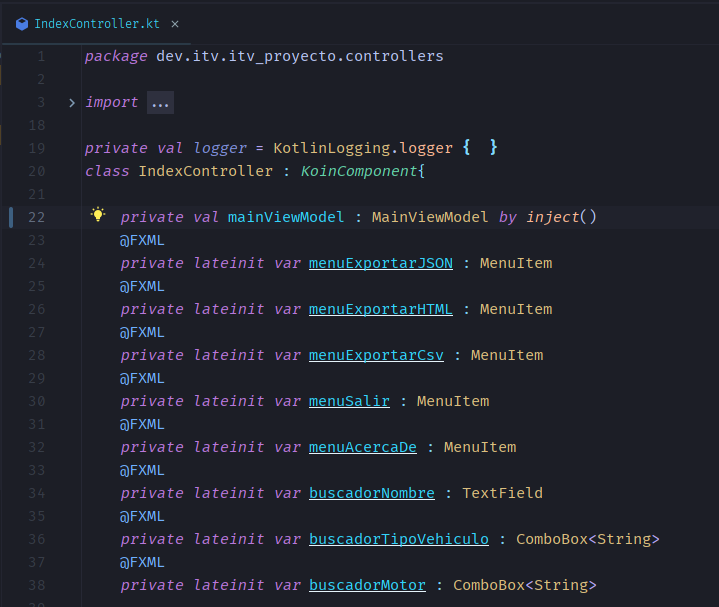 IndexController.kt ×
1 package dev.itv.itv_proyecto.controllers
2
3 > import ...
18
19 private val logger = KotlinLogging.logger {  }
20 class IndexController : KoinComponent{
21
22 private val mainViewModel : MainViewModel by inject()
23 @FXML
24 private lateinit var menuExportarJSON : MenuItem
25 @FXML
26 private lateinit var menuExportarHTML : MenuItem
27 @FXML
28 private lateinit var menuExportarCsv : MenuItem
29 @FXML
30 private lateinit var menuSalir : MenuItem
31 @FXML
32 private lateinit var menuAcercaDe : MenuItem
33 @FXML
34 private lateinit var buscadorNombre : TextField
35 @FXML
36 private lateinit var buscadorTipoVehiculo : ComboBox<String>
37 @FXML
38 private lateinit var buscadorMotor : ComboBox<String>